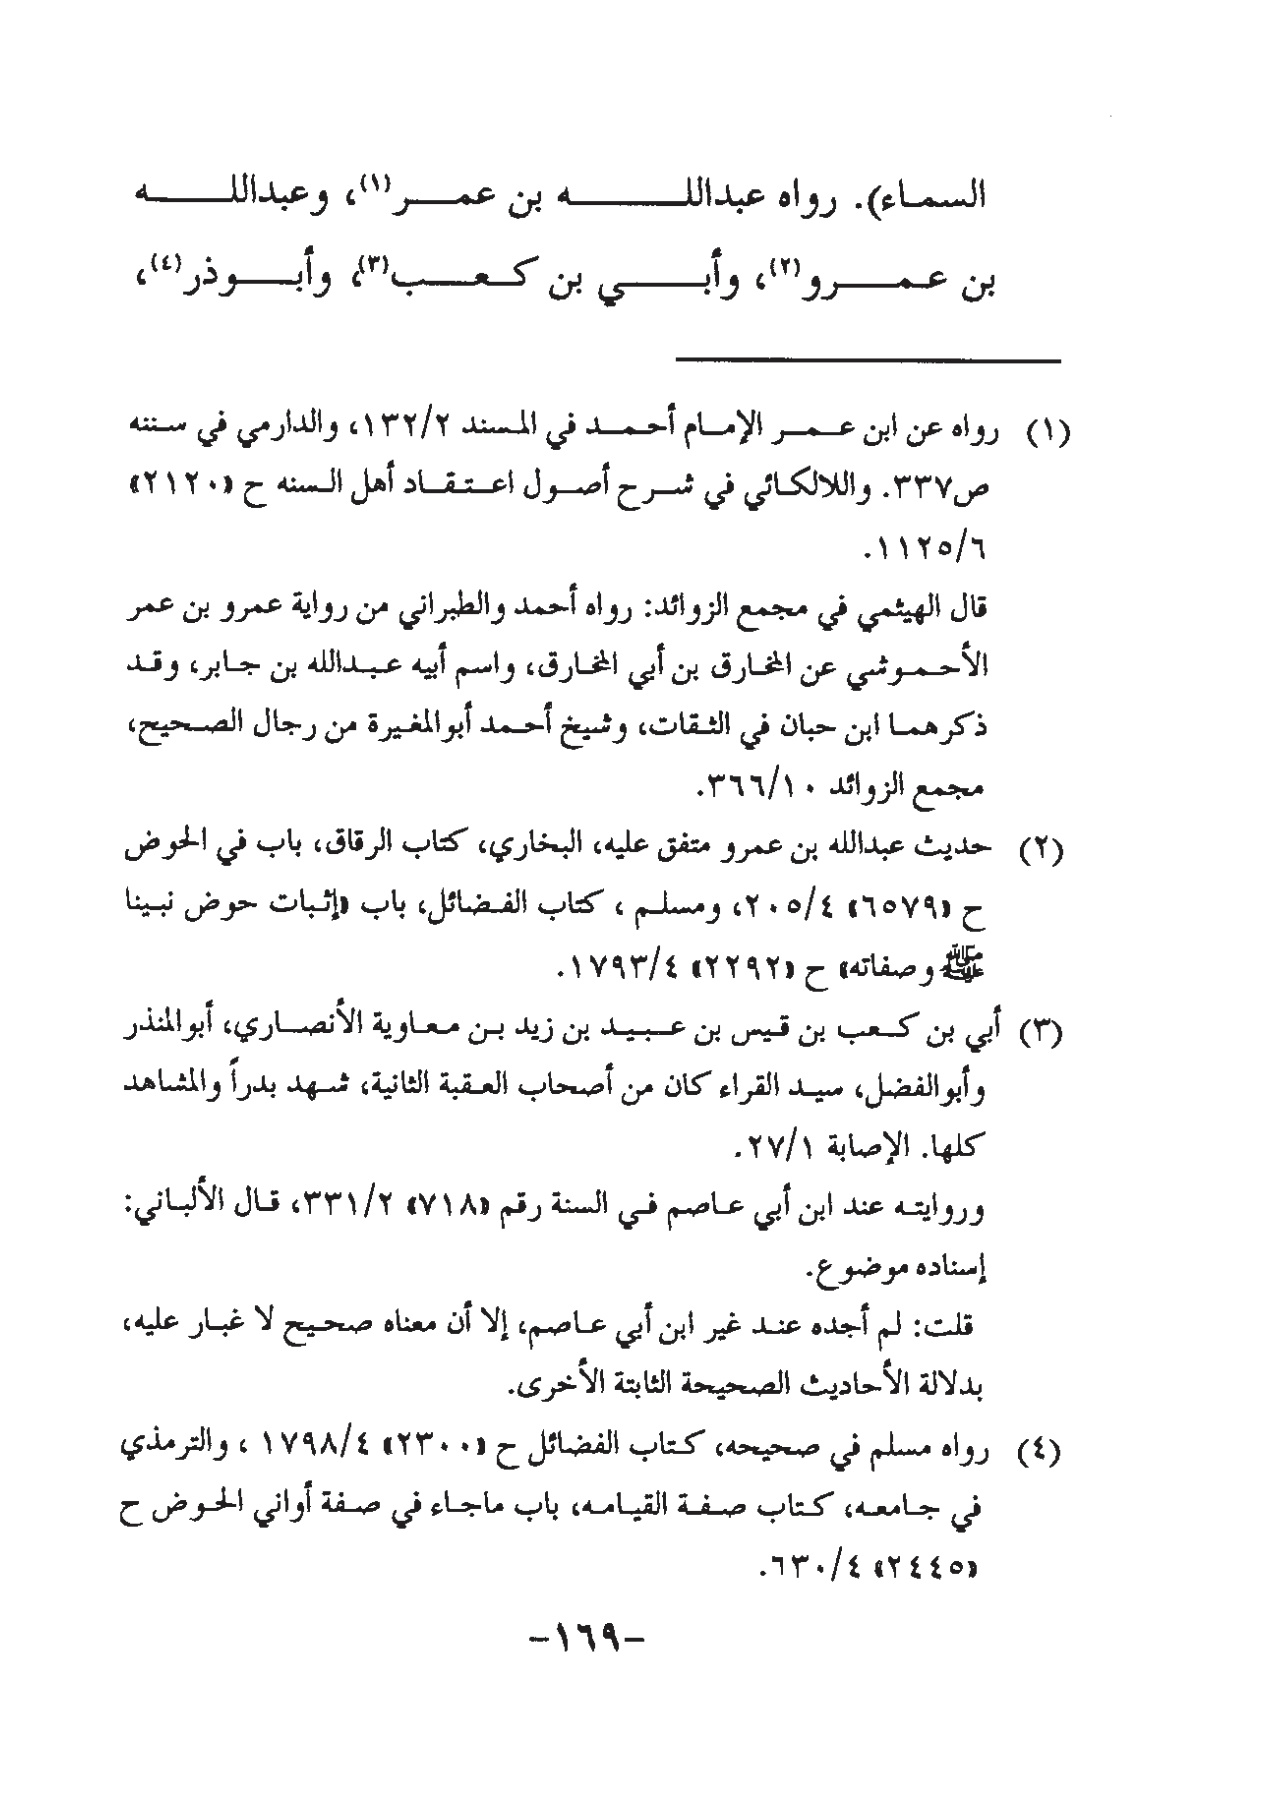 السماء). رواه عبدالله بن عمر(١)، وعبدالله
بن عمرو(٢)، وأبي بن كعب(٣)، وأبوذر(٤)،
(١) رواه عن ابن عمر الإمام أحمد في المسند ١٣٢/٢، والدارمي في سننه
ص٣٣٧. واللالكائي في شرح أصول اعتقاد أهل السنه ح «٢١٢٠»
١١٢٥/٦.
قال الهيثمي في مجمع الزوائد: رواه أحمد والطبراني من رواية عمرو بن عمر
الأحموشي عن المخارق بن أبي المخارق، واسم أبيه عبدالله بن جابر، وقد
ذكرهما ابن حبان في الثقات، وشيخ أحمد أبوالمغيرة من رجال الصحيح،
مجمع الزوائد ٣٦٦/١٠.
(٢) حديث عبدالله بن عمرو متفق عليه، البخاري، كتاب الرقاق، باب في الحوض
ح «٦٥٧٩» ٢٠٥/٤، ومسلم ، كتاب الفضائل، باب «إثبات حوض نبينا
ﷺ وصفاته» ح «٢٢٩٢» ١٧٩٣/٤.
(٣) أبي بن كعب بن قيس بن عبيد بن زيد بن معاوية الأنصاري، أبوالمنذر
وأبوالفضل، سيد القراء كان من أصحاب العقبة الثانية، شهد بدراً والمشاهد
كلها. الإصابة ٢٧/١.
وروايته عند ابن أبي عاصم في السنة رقم «٧١٨» ٣٣١/٢، قال الألباني:
إسناده موضوع.
قلت: لم أجده عند غير ابن أبي عاصم، إلا أن معناه صحيح لا غبار عليه،
بدلالة الأحاديث الصحيحة الثابتة الأخرى.
(٤) رواه مسلم في صحيحه، كتاب الفضائل ح «٢٣٠٠» ١٧٩٨/٤ ، والترمذي
في جامعه، كتاب صفة القيامه، باب ماجاء في صفة أواني الحوض ح
«٢٤٤٥» ٦٣٠/٤.
-١٦٩-